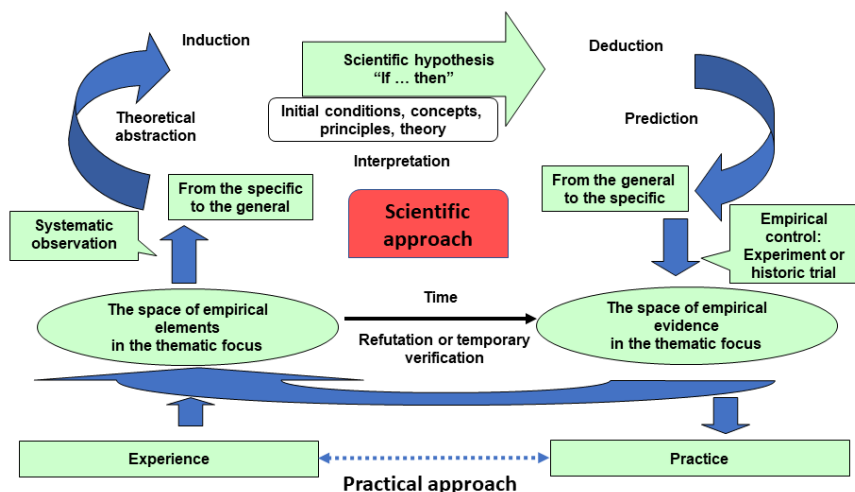 Induction
Scientific hypothesis
“If … then”
Deduction
Theoretical
abstraction
Initial conditions, concepts,
principles, theory
Prediction
Interpretation
From the specific
to the general
From the general
to the specific
Systematic
observation
Scientific
approach
Empirical
control:
Experiment or
historic trial
The space of empirical
elements
in the thematic focus
Time
Refutation or temporary
verification
The space of empirical
evidence
in the thematic focus
Experience
Practice
Practical approach